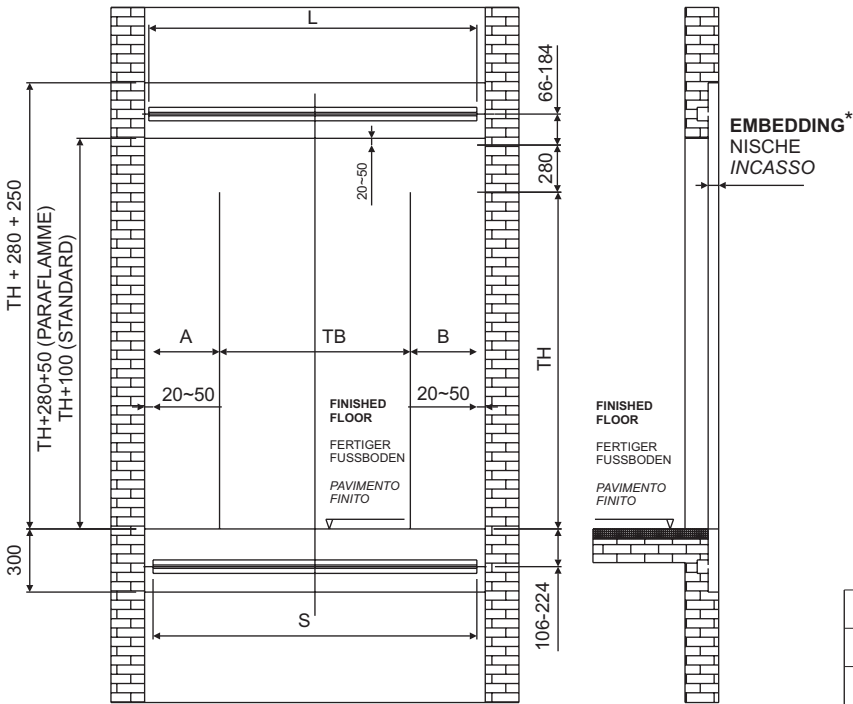 L
66-184
EMBEDDING*
NISCHE
INCASSO
20~50
280
TH + 280 + 250
TH+280+50 (PARAFLAMME)
TH+100 (STANDARD)
A
TB
B
TH
20~50
20~50
FINISHED
FLOOR
FERTIGER
FUSSBODEN
PAVIMENTO
FINITO
FINISHED
FLOOR
FERTIGER
FUSSBODEN
PAVIMENTO
FINITO
300
S
106-224